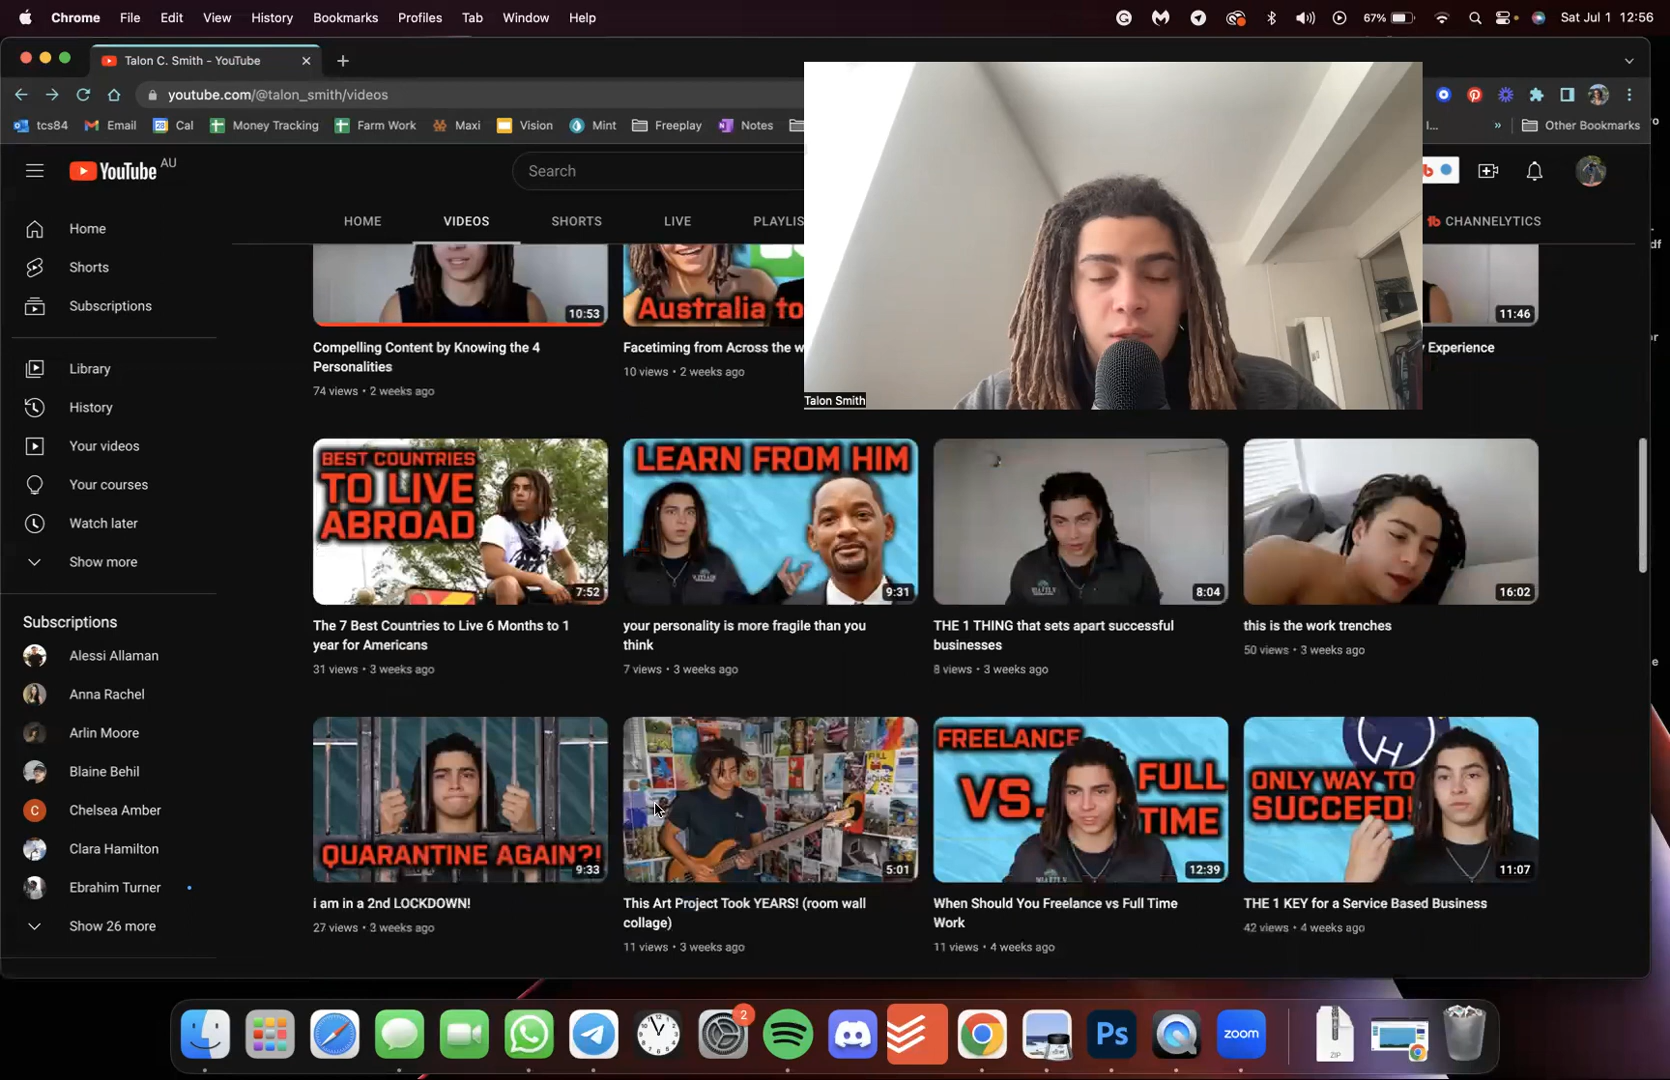 Chrome File Edit View History Bookmarks Profiles Tab Window Help 67% Sat Jul 1 12:56
Talon C. Smith - YouTube
youtube.com/@talon_smith/videos
tcs84 Email Cal Money Tracking Farm Work Maxi Vision Mint Freeplay Notes Other Bookmarks
YouTube AU
Search
HOME VIDEOS SHORTS LIVE PLAYLIS CHANNELYTICS
Home
Shorts
Subscriptions
Library
History
Your videos
Your courses
Watch later
Show more
Subscriptions
Alessi Allaman
Anna Rachel
Arlin Moore
Blaine Behil
Chelsea Amber
Clara Hamilton
Ebrahim Turner
Show 26 more
10:53
Compelling Content by Knowing the 4
Personalities
74 views • 2 weeks ago
Australia to
Facetiming from Across the w
10 views • 2 weeks ago
Talon Smith
11:46
Experience
BEST COUNTRIES
TO LIVE
ABROAD
7:52
The 7 Best Countries to Live 6 Months to 1
year for Americans
31 views • 3 weeks ago
LEARN FROM HIM
9:31
your personality is more fragile than you
think
7 views • 3 weeks ago
8:04
THE 1 THING that sets apart successful
businesses
8 views • 3 weeks ago
16:02
this is the work trenches
50 views • 3 weeks ago
QUARANTINE AGAIN?!
9:33
i am in a 2nd LOCKDOWN!
27 views • 3 weeks ago
5:01
This Art Project Took YEARS! (room wall
collage)
11 views • 3 weeks ago
FREELANCE
VS.
FULL
TIME
12:39
When Should You Freelance vs Full Time
Work
11 views • 4 weeks ago
ONLY WAY TO
SUCCEED!
11:07
THE 1 KEY for a Service Based Business
42 views • 4 weeks ago
2
Ps
zoom
ZIP